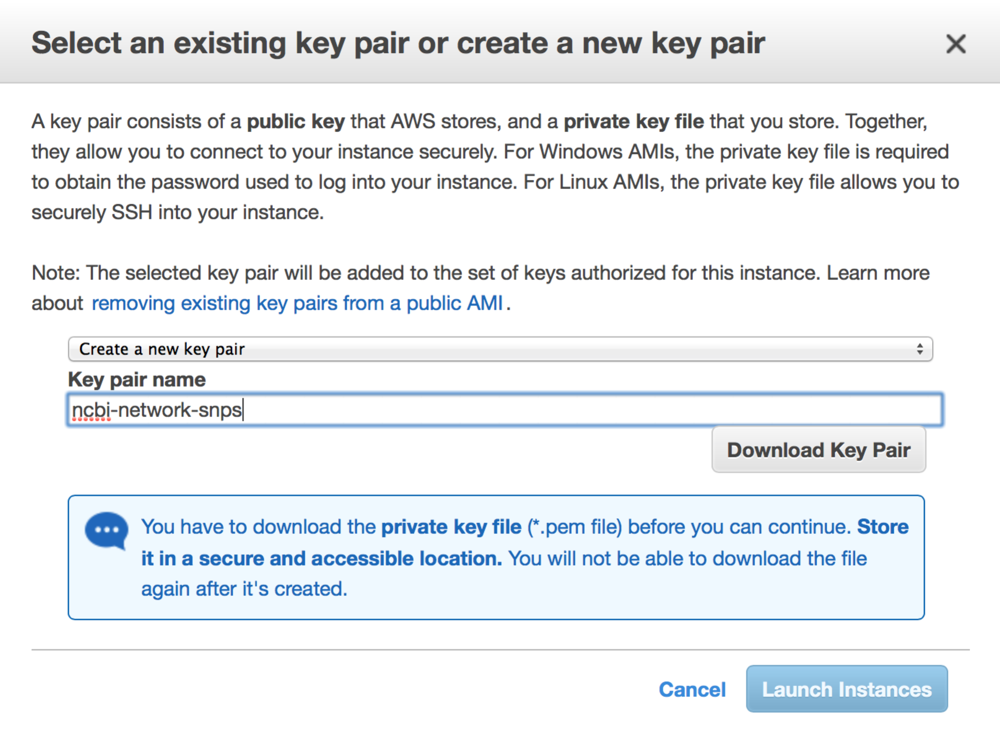 Select an existing key pair or create a new key pair
A key pair consists of a public key that AWS stores, and a private key file that you store. Together,
they allow you to connect to your instance securely. For Windows AMIs, the private key file is required
to obtain the password used to log into your instance. For Linux AMIs, the private key file allows you to
securely SSH into your instance.
Note: The selected key pair will be added to the set of keys authorized for this instance. Learn more
about removing existing key pairs from a public AMI .
Create a new key pair
Key pair name
ncbi-network-snps
Download Key Pair
You have to download the private key file (*.pem file) before you can continue. Store
it in a secure and accessible location. You will not be able to download the file
again after it's created.
Cancel
Launch Instances